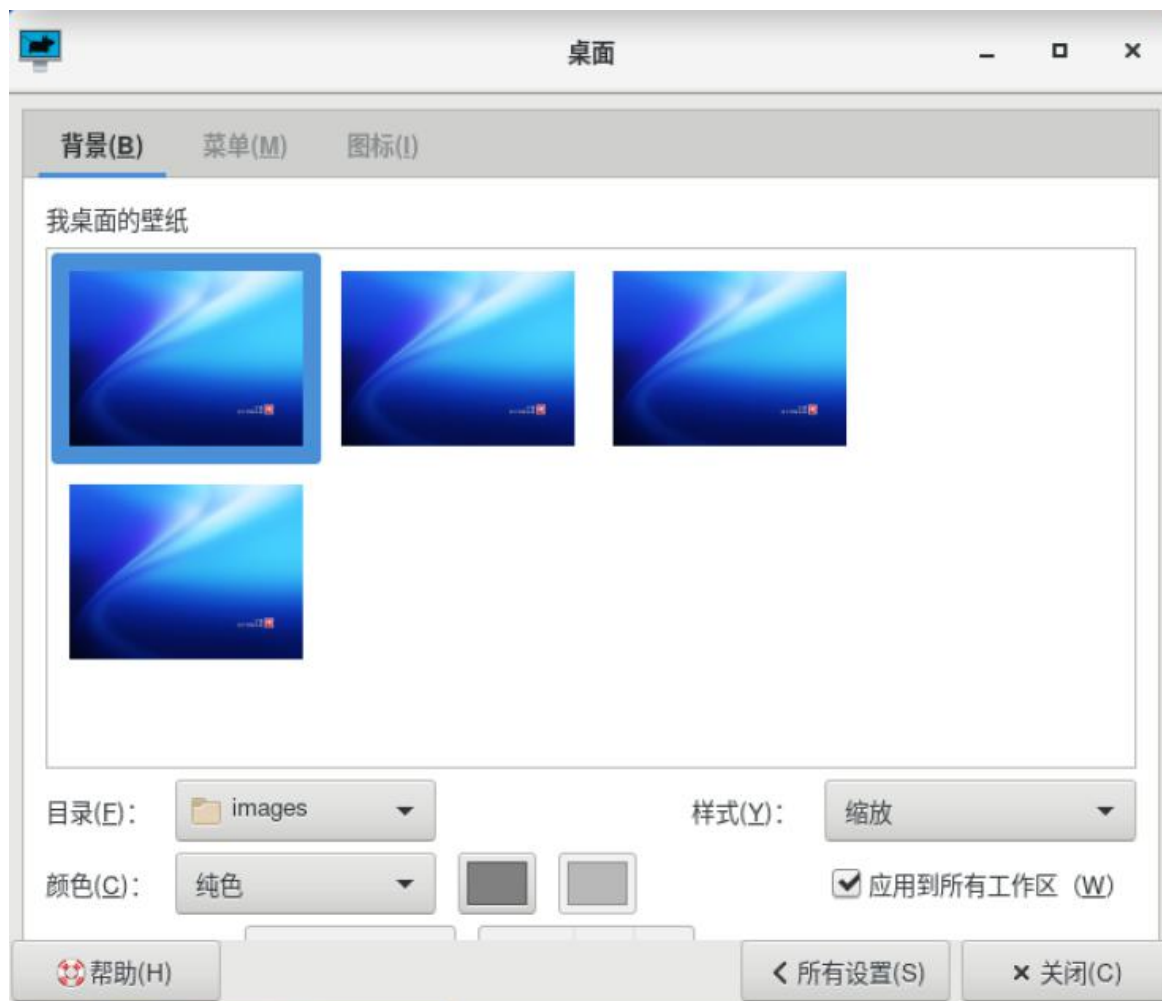 桌面
背景(B) 菜单(M) 图标(I)
我桌面的壁纸
目录(F): images 样式(Y): 缩放
颜色(C): 纯色 应用到所有工作区 (W)
帮助(H) 所有设置(S) 关闭(C)